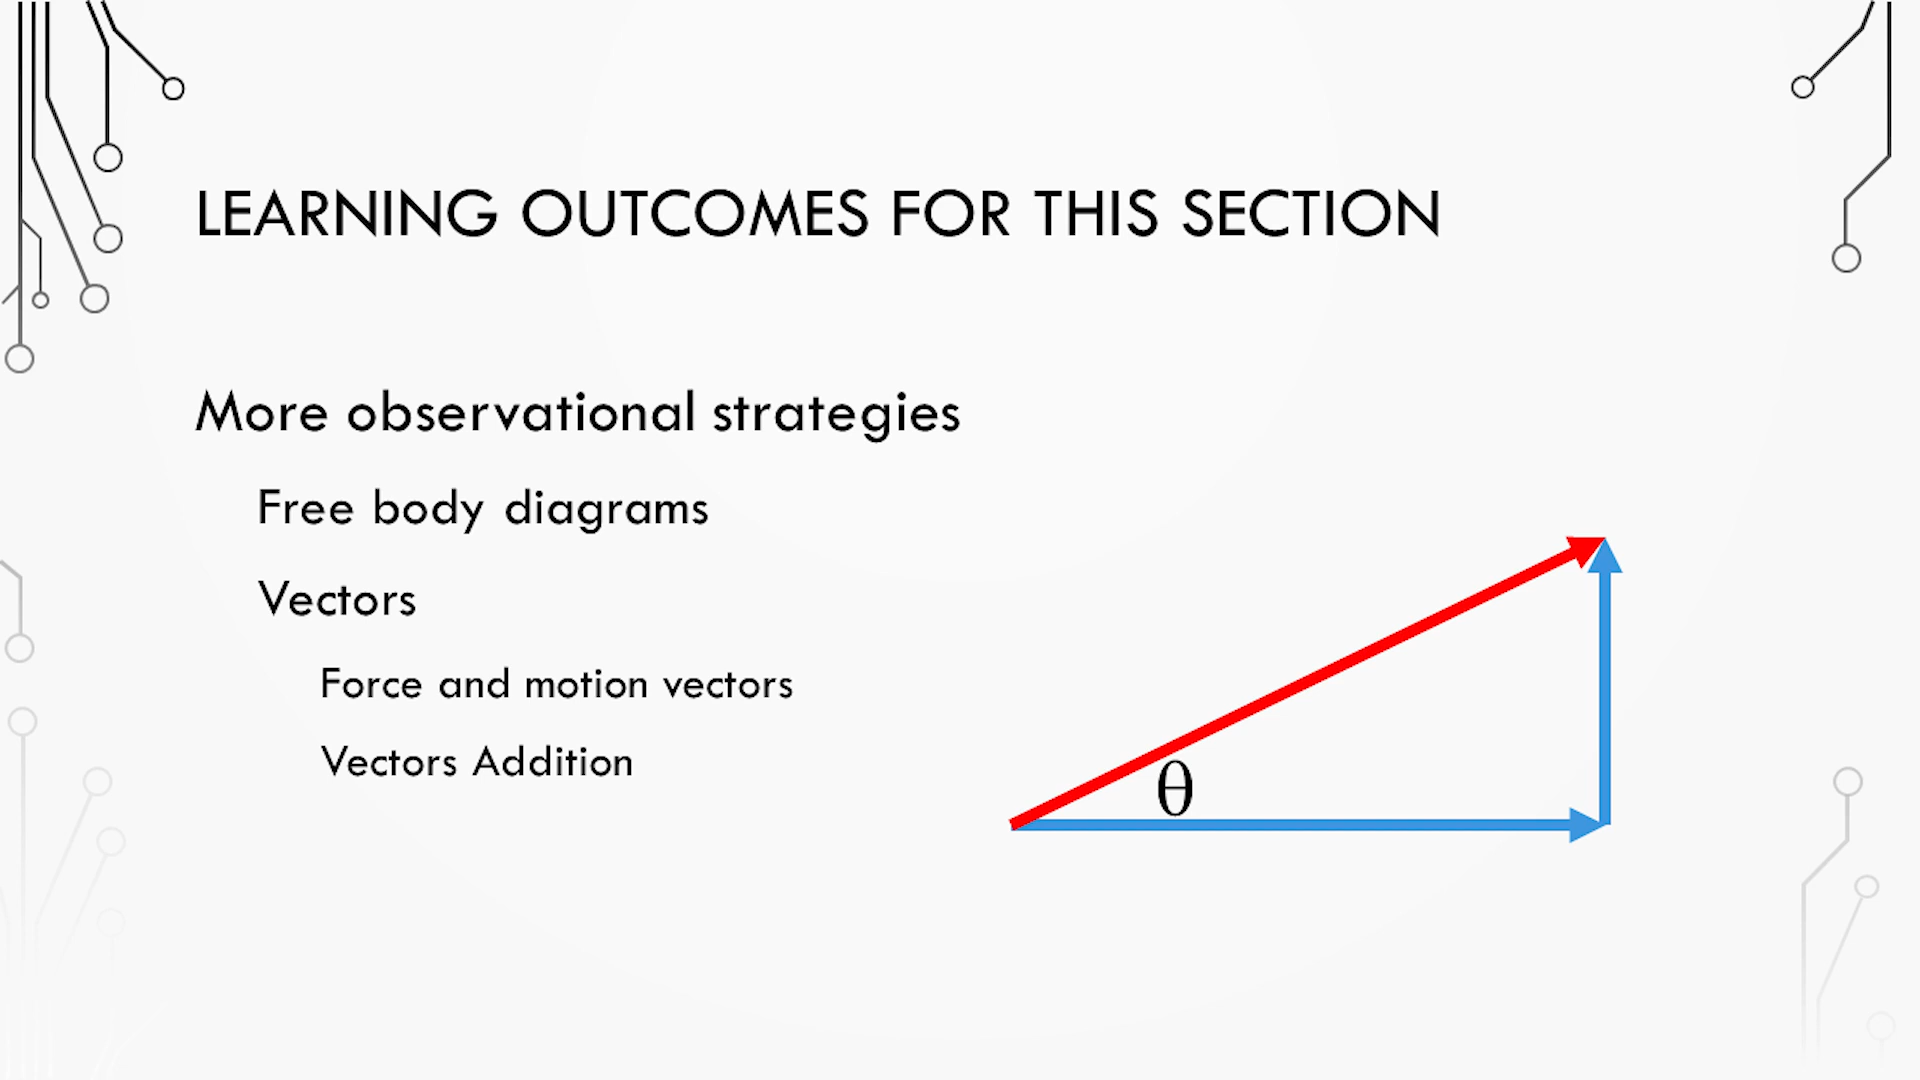 LEARNING OUTCOMES FOR THIS SECTION
More observational strategies
Free body diagrams
Vectors
Force and motion vectors
Vectors Addition
θ